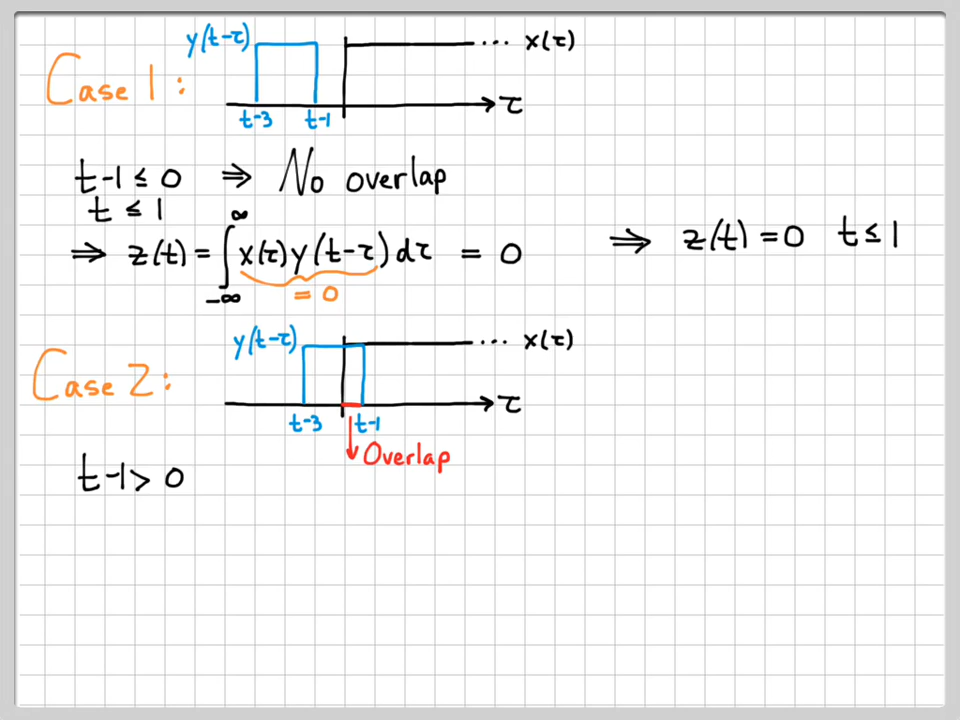 y(t-τ) ... x(τ)
Case 1:
τ
t-3 t-1
t-1 ≤ 0 ⇒ No overlap
t ≤ 1
⇒ z(t) = ∫_{-∞}^{∞} x(τ)y(t-τ)dτ = 0 ⇒ z(t) = 0 t ≤ 1
= 0
y(t-τ) ... x(τ)
Case 2:
τ
t-3 t-1
Overlap
t-1 > 0